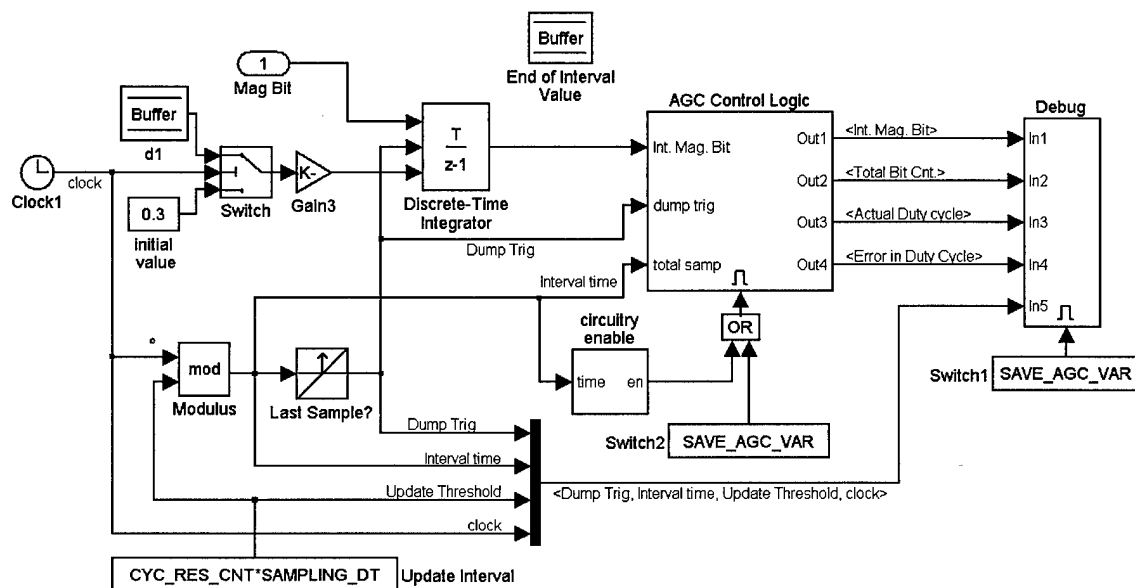 Buffer
End of Interval
Value
1
Mag Bit
Buffer
d1
Clock1
clock
0.3
initial
value
Switch
K-
Gain3
T
z-1
Discrete-Time
Integrator
Dump Trig
Interval time
AGC Control Logic
Int. Mag. Bit
dump trig
total samp
Out1
Out2
Out3
Out4
<Int. Mag. Bit>
<Total Bit Cnt.>
<Actual Duty cycle>
<Error in Duty Cycle>
Debug
In1
In2
In3
In4
In5
OR
circuitry
enable
time
en
Switch1
SAVE_AGC_VAR
Switch2
SAVE_AGC_VAR
mod
Modulus
Last Sample?
Dump Trig
Interval time
Update Threshold
clock
<Dump Trig, Interval time, Update Threshold, clock>
CYC_RES_CNT*SAMPLING_DT
Update Interval